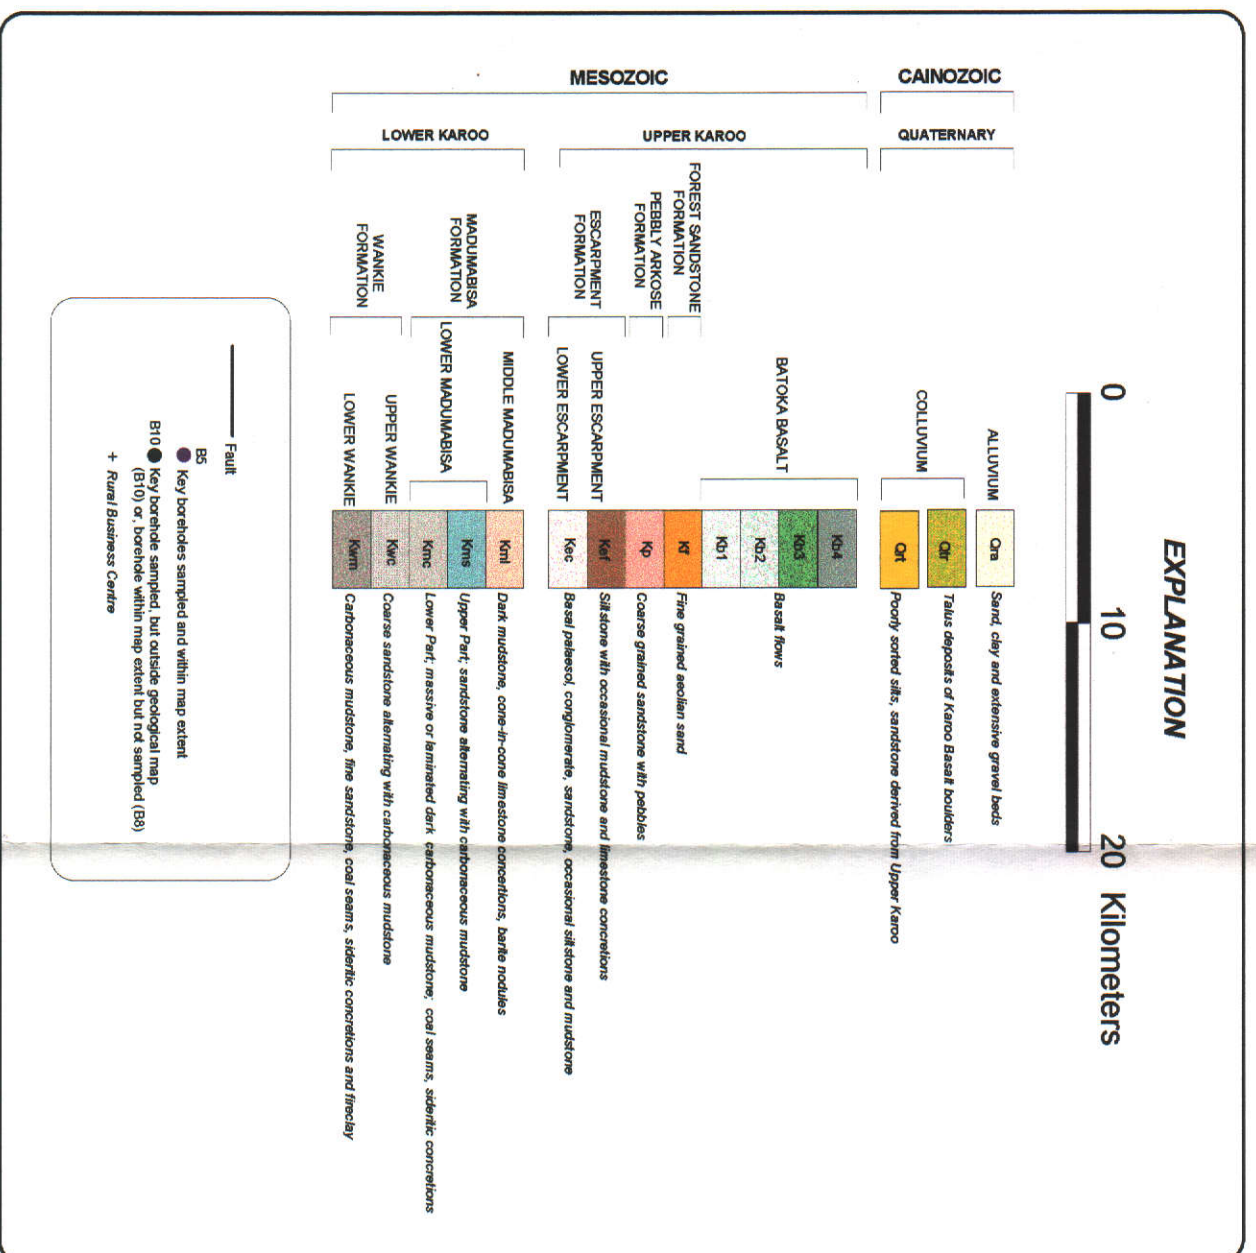 EXPLANATION
0 10 20 Kilometers
CAINOZOIC
QUATERNARY
ALLUVIUM
Qra
Sand, clay and extensive gravel beds
COLLUVIUM
Qtr
Talus deposits of Karoo Basalt boulders
Qrt
Poorly sorted silts, sandstone derived from Upper Karoo
MESOZOIC
UPPER KAROO
BATOKA BASALT
Kb4
Kb3
Kb2
Kb1
Basalt flows
FOREST SANDSTONE
FORMATION
Kf
Fine grained aeolian sand
PEBBLY ARKOSE
FORMATION
Kp
Coarse grained sandstone with pebbles
ESCARPMENT
FORMATION
UPPER ESCARPMENT
Kef
Siltstone with occasional mudstone and limestone concretions
LOWER ESCARPMENT
Kec
Basal palaesol, conglomerate, sandstone, occasional siltstone and mudstone
LOWER KAROO
MADUMABISA
FORMATION
MIDDLE MADUMABISA
Kml
Dark mudstone, cone-in-cone limestone concertions, barite nodules
LOWER MADUMABISA
Kms
Upper Part; sandstone alternating with carbonaceous mudstone
Kmc
Lower Part; massive or laminated dark carbonaceous mudstone; coal seams, sideritic concretions
WANKIE
FORMATION
UPPER WANKIE
Kwc
Coarse sandstone alternating with carbonaceous mudstone
LOWER WANKIE
Kwm
Carbonaceous mudstone, fine sandstone, coal seams, sideritic concretions and fireclay
Fault
B5
Key boreholes sampled and within map extent
B10 Key borehole sampled, but outside geological map
(B10) or, borehole within map extent but not sampled (B8)
+ Rural Business Centre